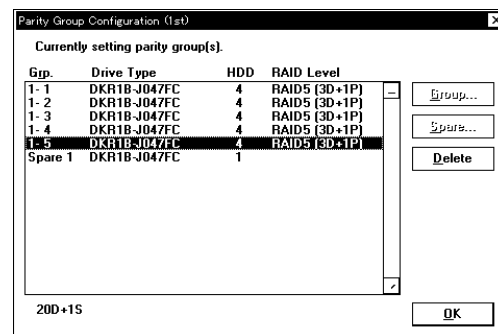 Parity Group Configuration (1st)
Currently setting parity group(s).
Grp. Drive Type HDD RAID Level
1- 1 DKR1B-J047FC 4 RAID5 (3D+1P)
1- 2 DKR1B-J047FC 4 RAID5 (3D+1P)
1- 3 DKR1B-J047FC 4 RAID5 (3D+1P)
1- 4 DKR1B-J047FC 4 RAID5 (3D+1P)
1- 5 DKR1B-J047FC 4 RAID5 (3D+1P)
Spare 1 DKR1B-J047FC 1
Group...
Spare...
Delete
20D+1S
OK